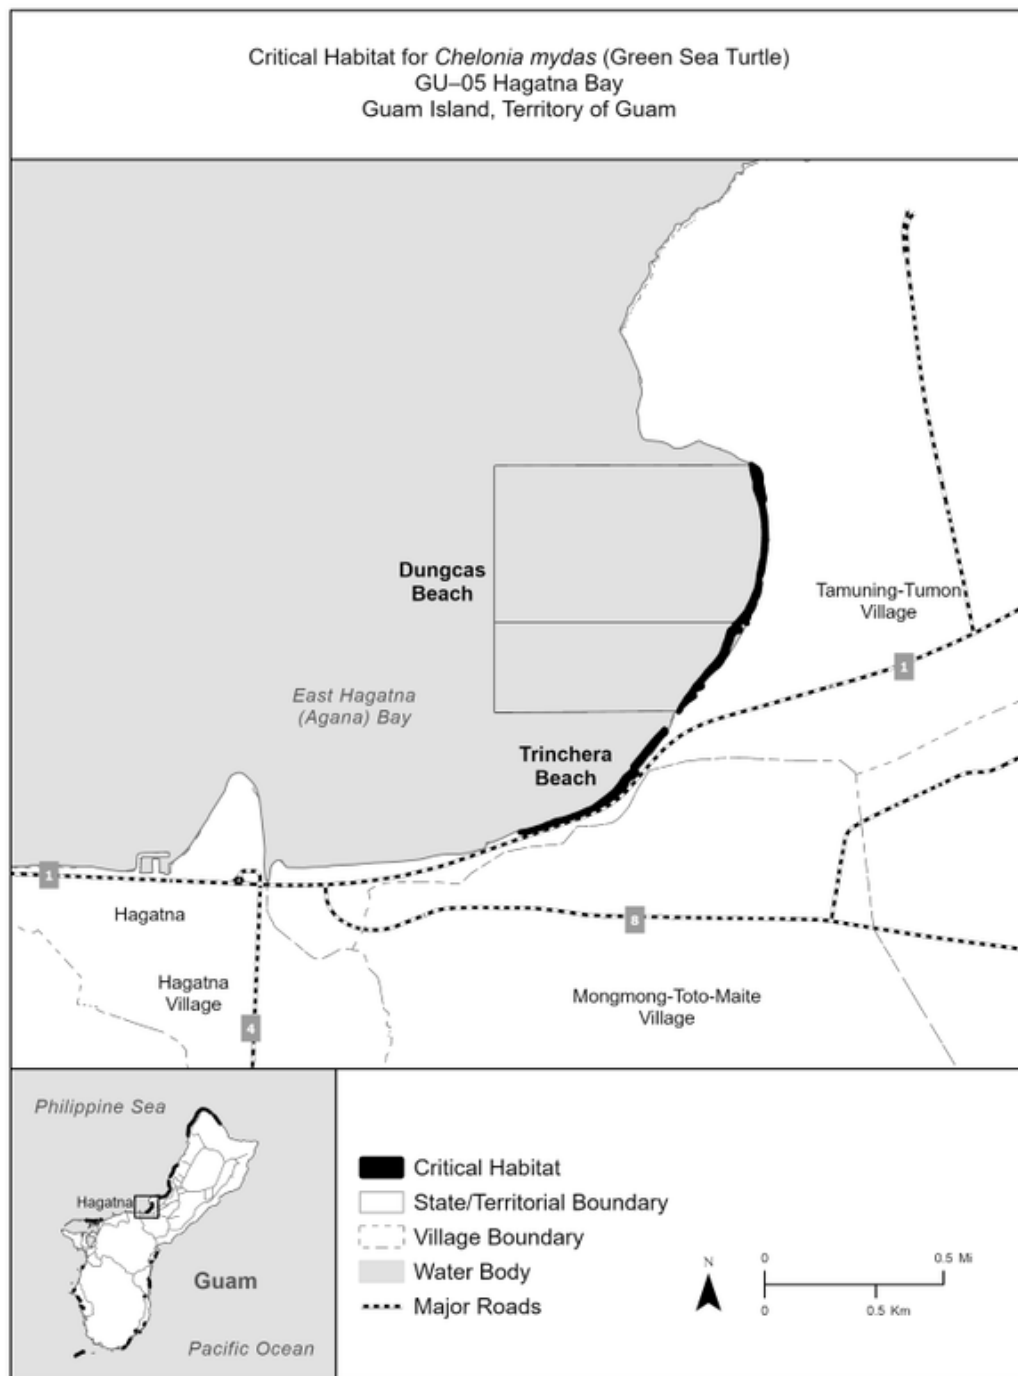 Critical Habitat for Chelonia mydas (Green Sea Turtle)
GU–05 Hagatna Bay
Guam Island, Territory of Guam
Dungcas
Beach
Tamuning-Tumon
Village
1
East Hagatna
(Agana) Bay
Trinchera
Beach
1
Hagatna
8
Hagatna
Village
Mongmong-Toto-Maite
Village
4
Philippine Sea
Hagatna
Guam
Pacific Ocean
Critical Habitat
State/Territorial Boundary
Village Boundary
Water Body
Major Roads
N
0 0.5 Mi
0 0.5 Km